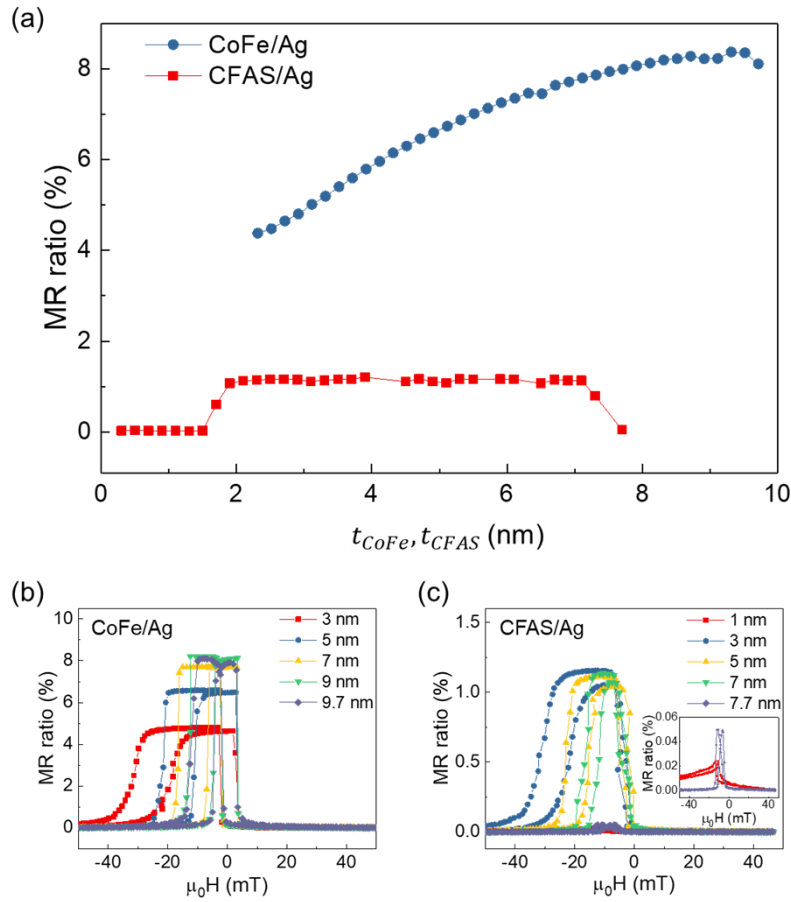 (a)
CoFe/Ag
CFAS/Ag
MR ratio (%)
8
6
4
2
0
0 2 4 6 8 10
t_CoFe, t_CFAS (nm)
(b)
CoFe/Ag
3 nm
5 nm
7 nm
9 nm
9.7 nm
MR ratio (%)
10
8
6
4
2
0
-40 -20 0 20 40
μ₀H (mT)
(c)
CFAS/Ag
1 nm
3 nm
5 nm
7 nm
7.7 nm
MR ratio (%)
1.5
1.0
0.5
0.0
-40 -20 0 20 40
μ₀H (mT)
MR ratio (%)
0.06
0.04
0.02
0.00
-40 0 40
μ₀H (mT)